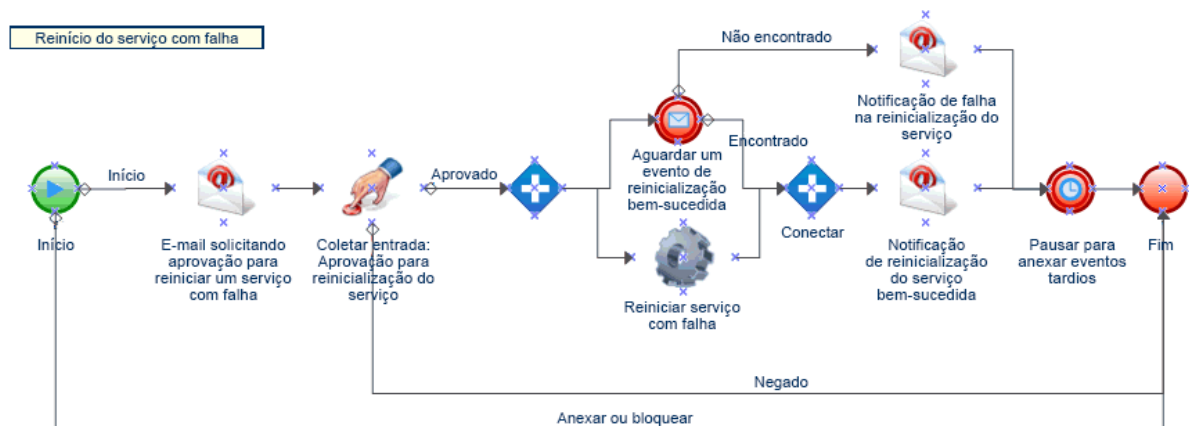 Reinício do serviço com falha
Não encontrado
Notificação de falha
na reinicialização do
serviço
Início
Início
E-mail solicitando
aprovação para
reiniciar um serviço
com falha
Coletar entrada:
Aprovação para
reinicialização do
serviço
Aprovado
Aguardar um
evento de
reinicialização
bem-sucedida
Encontrado
Reiniciar serviço
com falha
Conectar
Notificação
de reinicialização
do serviço
bem-sucedida
Pausar para
anexar eventos
tardios
Fim
Negado
Anexar ou bloquear